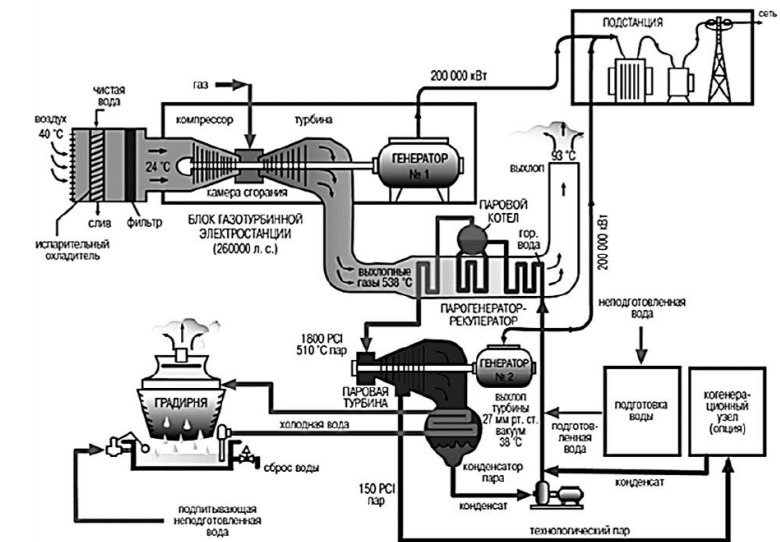 ПОДСТАНЦИЯ
сеть
газ
200 000 кВт
чистая
вода
воздух
40 °С
компрессор
турбина
24 °С
ГЕНЕРАТОР
№ 1
93 °С
выхлоп
камера сгорания
слив
фильтр
испарительный
охладитель
БЛОК ГАЗОТУРБИННОЙ
ЭЛЕКТРОСТАНЦИИ
(260000 л. с.)
ПАРОВОЙ
КОТЕЛ
гор.
вода
200 000 кВт
выхлопные
газы 538 °С
ПАРОГЕНЕРАТОР-
РЕКУПЕРАТОР
неподготовленная
вода
1800 PCI
510 °С пар
ГЕНЕРАТОР
№ 2
ПАРОВАЯ
ТУРБИНА
ГРАДИРНЯ
выхлоп
турбины
27 мм рт. ст.
вакуум
38 °С
подготовка
воды
когенера-
ционный
узел
(опция)
холодная вода
подготов-
ленная
вода
сброс воды
конденсатор
пара
150 PCI
пар
конденсат
конденсат
подпитывающая
неподготовленная
вода
технологический пар